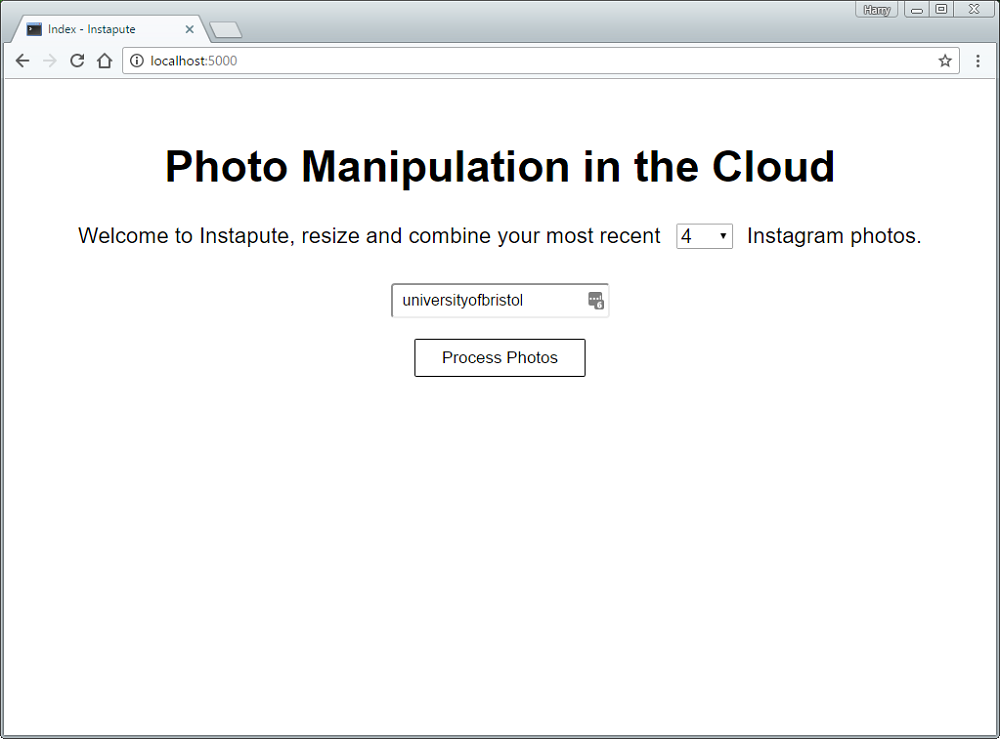 Harry
Index - Instapute
localhost:5000
Photo Manipulation in the Cloud
Welcome to Instapute, resize and combine your most recent 4 Instagram photos.
universityofbristol
6
Process Photos